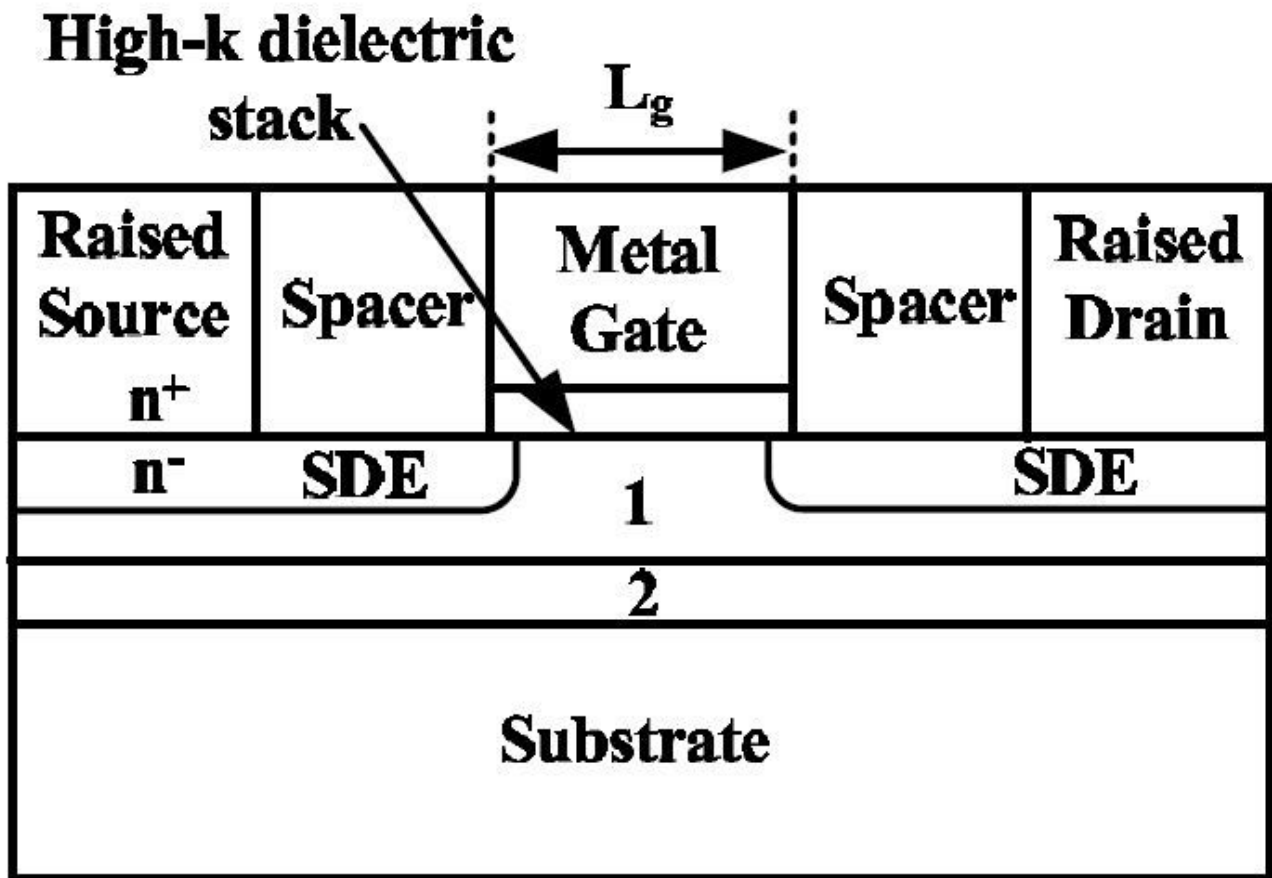 High-k dielectric
stack
Lg
Raised
Source
n+
Spacer
Metal
Gate
Spacer
Raised
Drain
n-
SDE
1
SDE
2
Substrate